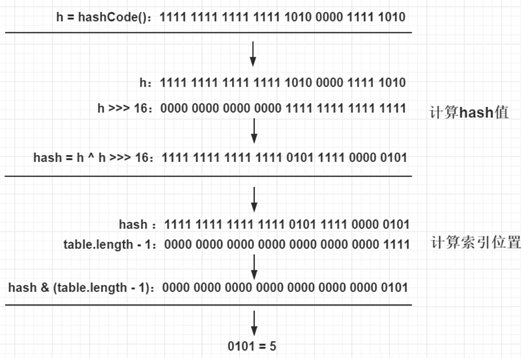 h = hashCode()：1111 1111 1111 1111 1010 0000 1111 1010
h：1111 1111 1111 1111 1010 0000 1111 1010
h >>> 16：0000 0000 0000 0000 1111 1111 1111 1111
计算hash值
hash = h ^ h >>> 16：1111 1111 1111 1111 0101 1111 0000 0101
hash ：1111 1111 1111 1111 0101 1111 0000 0101
table.length - 1：0000 0000 0000 0000 0000 0000 0000 1111
计算索引位置
hash & (table.length - 1)：0000 0000 0000 0000 0000 0000 0000 0101
0101 = 5